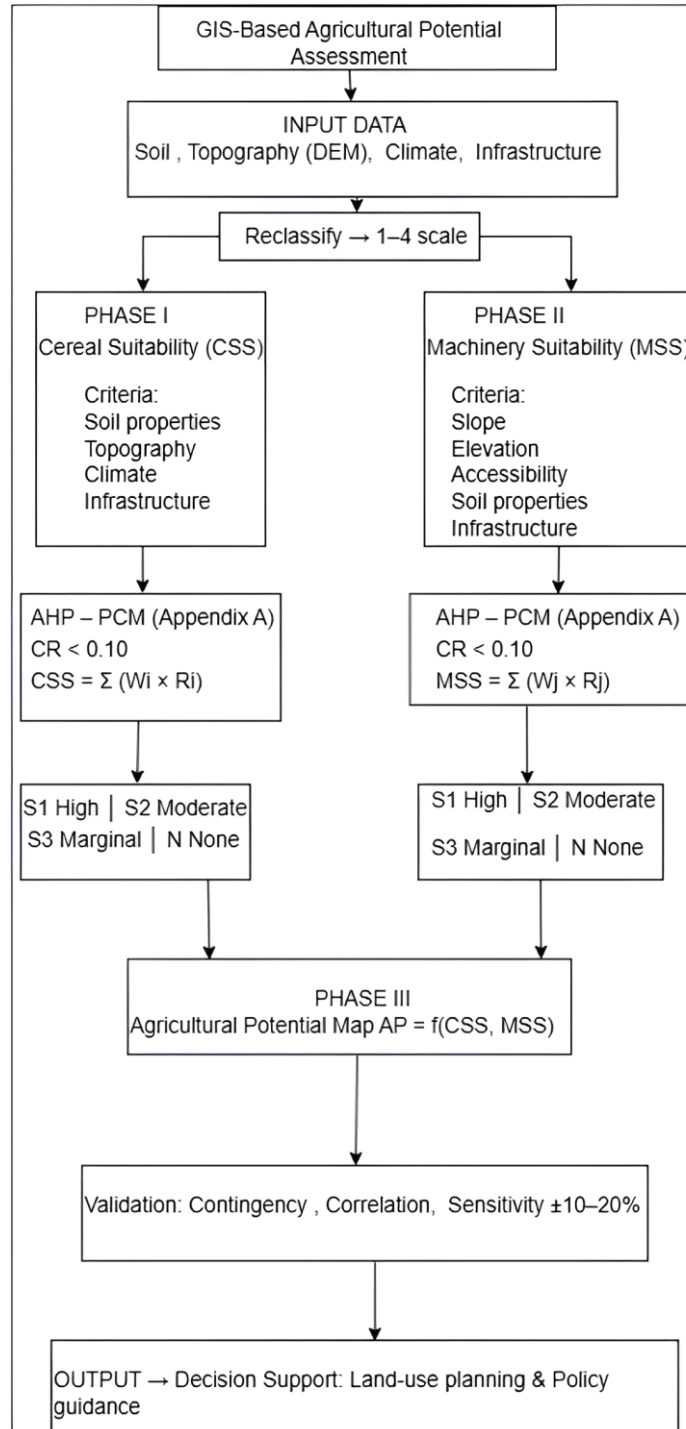 GIS-Based Agricultural Potential
Assessment
INPUT DATA
Soil , Topography (DEM), Climate, Infrastructure
Reclassify → 1–4 scale
PHASE I
Cereal Suitability (CSS)
Criteria:
Soil properties
Topography
Climate
Infrastructure
PHASE II
Machinery Suitability (MSS)
Criteria:
Slope
Elevation
Accessibility
Soil properties
Infrastructure
AHP – PCM (Appendix A)
CR < 0.10
CSS = Σ (Wi × Ri)
AHP – PCM (Appendix A)
CR < 0.10
MSS = Σ (Wj × Rj)
S1 High | S2 Moderate
S3 Marginal | N None
S1 High | S2 Moderate
S3 Marginal | N None
PHASE III
Agricultural Potential Map AP = f(CSS, MSS)
Validation: Contingency , Correlation, Sensitivity ±10–20%
OUTPUT → Decision Support: Land-use planning & Policy
guidance